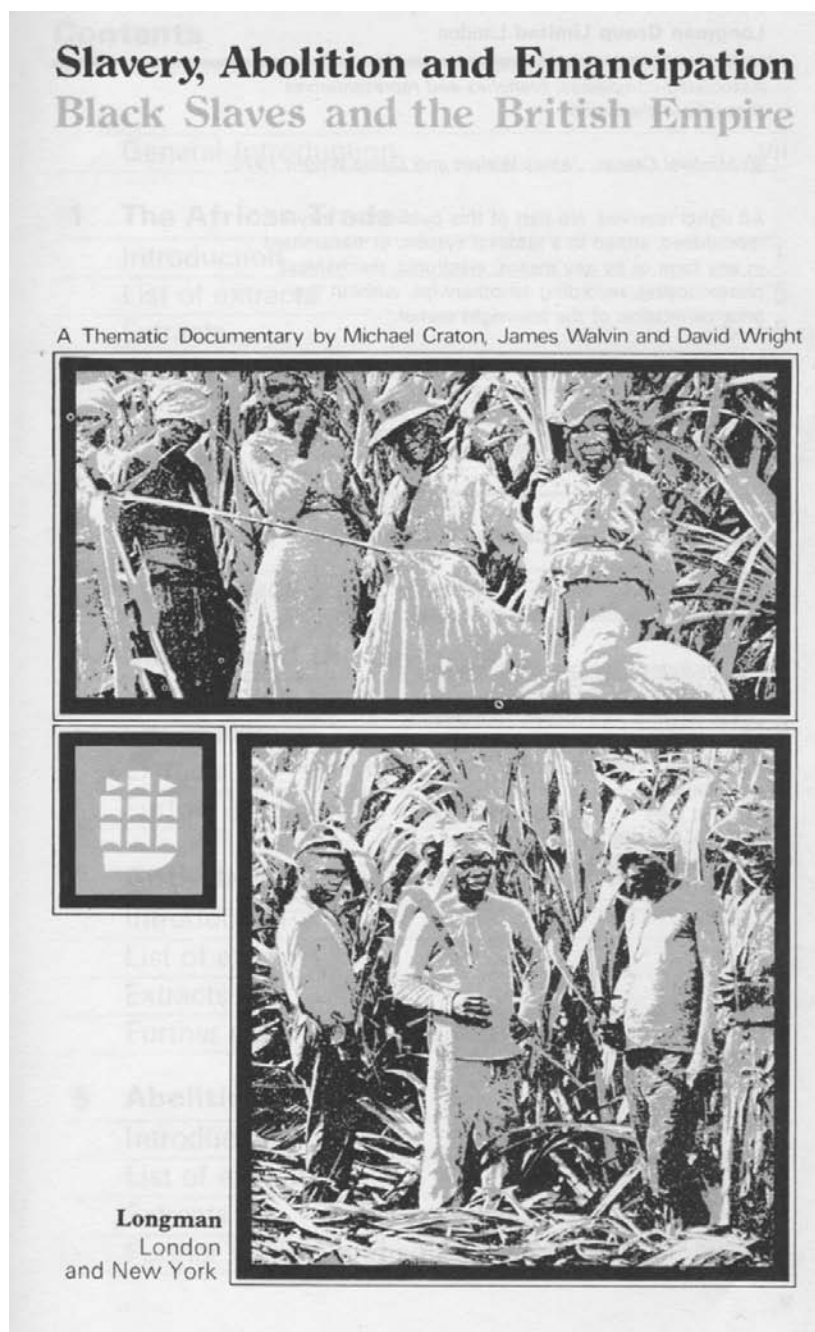 Slavery, Abolition and Emancipation
Black Slaves and the British Empire
A Thematic Documentary by Michael Craton, James Walvin and David Wright
Longman
London
and New York